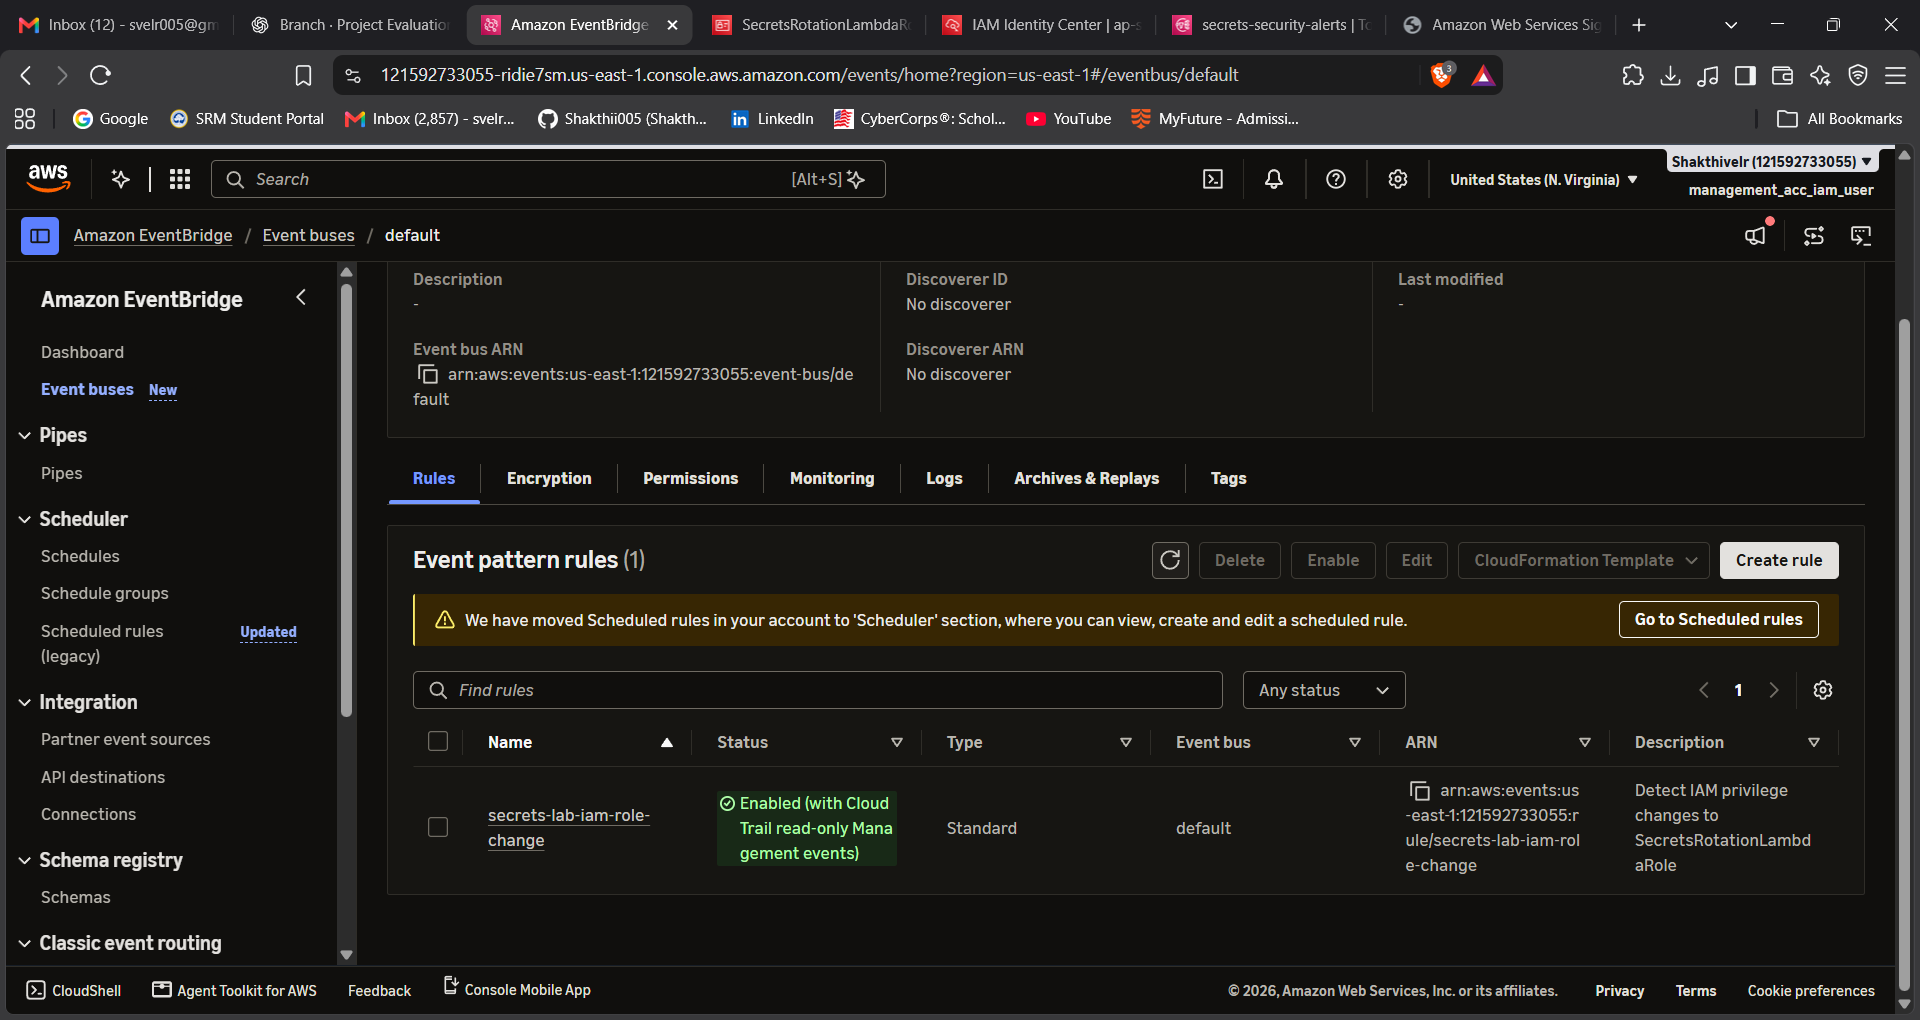 Inbox (12) - svelr005@gm
Branch · Project Evaluatio
Amazon EventBridge
SecretsRotationLambdaR
IAM Identity Center | ap-s
secrets-security-alerts | To
Amazon Web Services Sig
121592733055-ridie7sm.us-east-1.console.aws.amazon.com/events/home?region=us-east-1#/eventbus/default
3
Google
SRM Student Portal
Inbox (2,857) - svelr...
Shakthii005 (Shakth...
LinkedIn
CyberCorps®: Schol...
YouTube
MyFuture - Admissi...
All Bookmarks
aws
Search
[Alt+S]
United States (N. Virginia)
Shakthivelr (121592733055)
management_acc_iam_user
Amazon EventBridge / Event buses / default
Amazon EventBridge
Dashboard
Event buses New
Pipes
Pipes
Scheduler
Schedules
Schedule groups
Scheduled rules
(legacy)
Updated
Integration
Partner event sources
API destinations
Connections
Schema registry
Schemas
Classic event routing
Description
-
Event bus ARN
arn:aws:events:us-east-1:121592733055:event-bus/de
fault
Discoverer ID
No discoverer
Discoverer ARN
No discoverer
Last modified
-
Rules
Encryption
Permissions
Monitoring
Logs
Archives & Replays
Tags
Event pattern rules (1)
Delete
Enable
Edit
CloudFormation Template
Create rule
We have moved Scheduled rules in your account to 'Scheduler' section, where you can view, create and edit a scheduled rule.
Go to Scheduled rules
Find rules
Any status
1
Name
Status
Type
Event bus
ARN
Description
secrets-lab-iam-role-
change
Enabled (with Cloud
Trail read-only Mana
gement events)
Standard
default
arn:aws:events:us
-east-1:121592733055:r
ule/secrets-lab-iam-rol
e-change
Detect IAM privilege
changes to
SecretsRotationLambd
aRole
CloudShell
Agent Toolkit for AWS
Feedback
Console Mobile App
© 2026, Amazon Web Services, Inc. or its affiliates.
Privacy
Terms
Cookie preferences